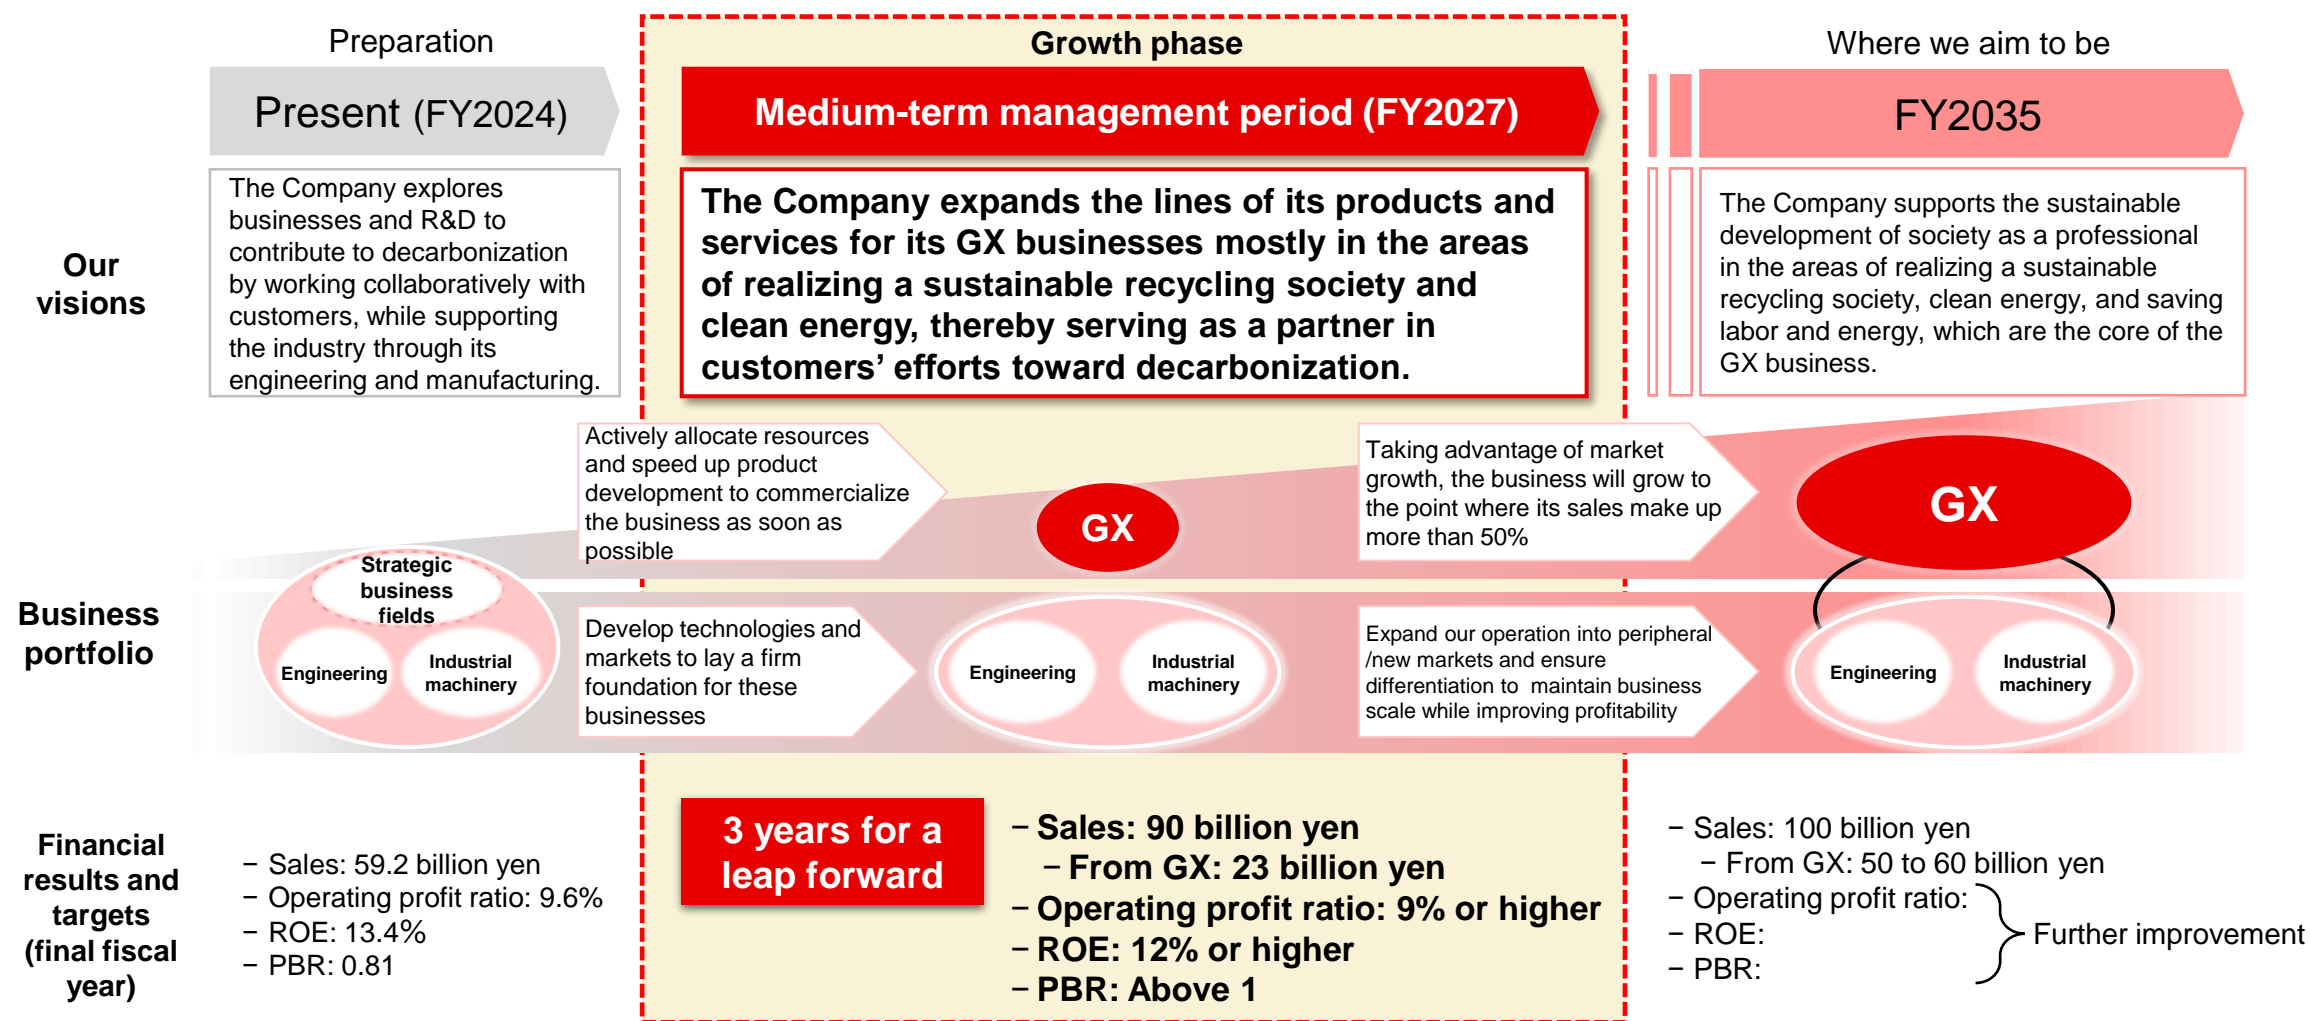 Preparation
Present (FY2024)
Growth phase
Medium-term management period (FY2027)
Where we aim to be
FY2035
Our
visions
The Company explores
businesses and R&D to
contribute to decarbonization
by working collaboratively with
customers, while supporting
the industry through its
engineering and manufacturing.
The Company expands the lines of its products and
services for its GX businesses mostly in the areas
of realizing a sustainable recycling society and
clean energy, thereby serving as a partner in
customers’ efforts toward decarbonization.
The Company supports the sustainable
development of society as a professional
in the areas of realizing a sustainable
recycling society, clean energy, and saving
labor and energy, which are the core of the
GX business.
Business
portfolio
Strategic
business
fields
Engineering
Industrial
machinery
Actively allocate resources
and speed up product
development to commercialize
the business as soon as
possible
Develop technologies and
markets to lay a firm
foundation for these
businesses
GX
Engineering
Industrial
machinery
Taking advantage of market
growth, the business will grow to
the point where its sales make up
more than 50%
Expand our operation into peripheral
/new markets and ensure
differentiation to maintain business
scale while improving profitability
GX
Engineering
Industrial
machinery
Financial
results and
targets
(final fiscal
year)
− Sales: 59.2 billion yen
− Operating profit ratio: 9.6%
− ROE: 13.4%
− PBR: 0.81
3 years for a
leap forward
− Sales: 90 billion yen
− From GX: 23 billion yen
− Operating profit ratio: 9% or higher
− ROE: 12% or higher
− PBR: Above 1
− Sales: 100 billion yen
− From GX: 50 to 60 billion yen
− Operating profit ratio:
− ROE:
− PBR:
Further improvement